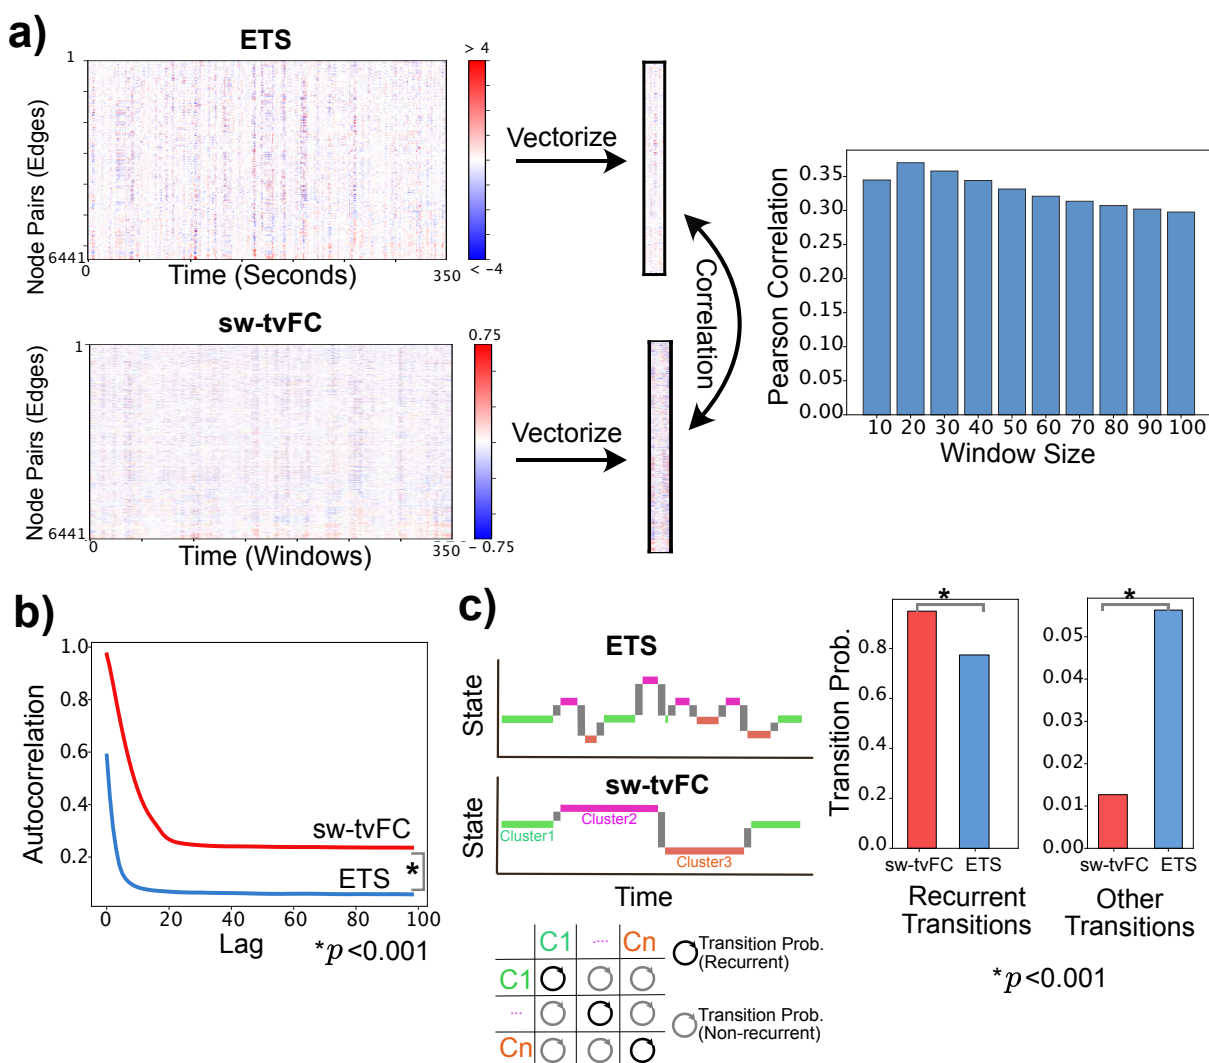 a)
ETS
1
> 4
Node Pairs (Edges)
6441
0
350
Time (Seconds)
< −4
Vectorize
sw-tvFC
0.75
1
Node Pairs (Edges)
6441
0
350
− 0.75
Time (Windows)
Vectorize
Correlation
Pearson Correlation
0.35
0.30
0.25
0.20
0.15
0.10
0.05
0.00
10 20 30 40 50 60 70 80 90 100
Window Size
b)
Autocorrelation
1.0
0.8
0.6
0.4
0.2
sw-tvFC
ETS
*
0 20 40 60 80 100
Lag
*p<0.001
c)
ETS
State
sw-tvFC
State
Cluster1
Cluster2
Cluster3
Time
C1 .... Cn
C1
...
Cn
Transition Prob.
(Recurrent)
Transition Prob.
(Non-recurrent)
Transition Prob.
0.8
0.6
0.4
0.2
0.0
*
sw-tvFC ETS
Recurrent
Transitions
0.05
0.04
0.03
0.02
0.01
0.00
*
sw-tvFC ETS
Other
Transitions
*p<0.001